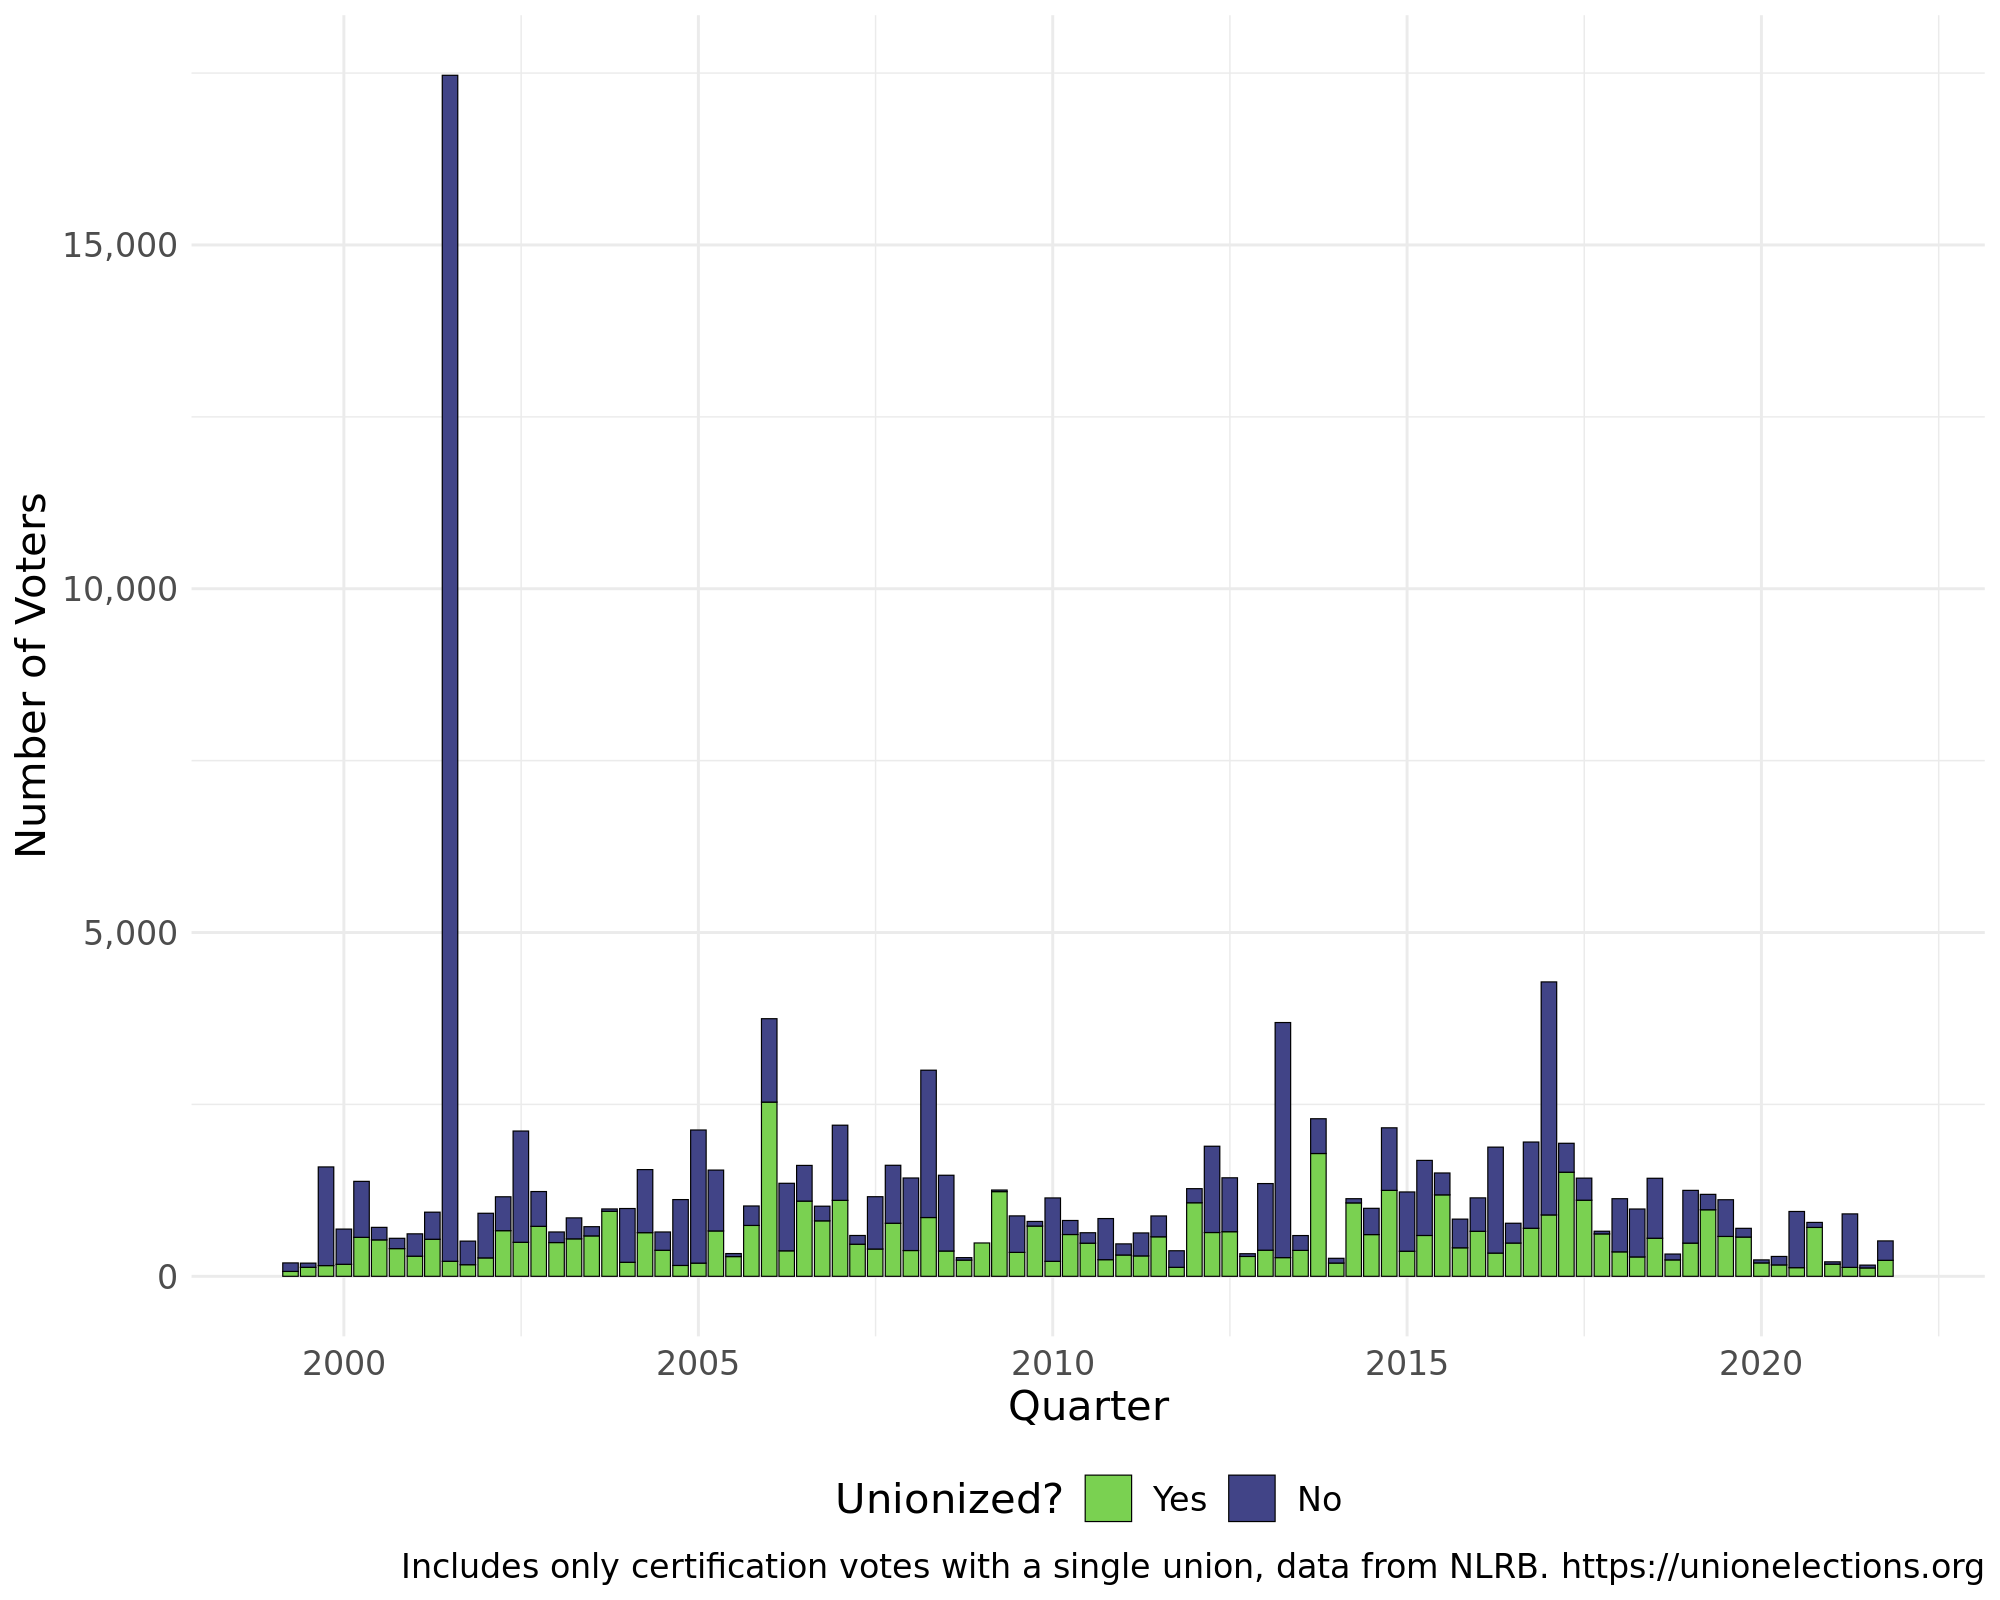 Number of Voters
15,000
10,000
5,000
0
2000 2005 2010 2015 2020
Quarter
Unionized? Yes No
Includes only certification votes with a single union, data from NLRB. https://unionelections.org